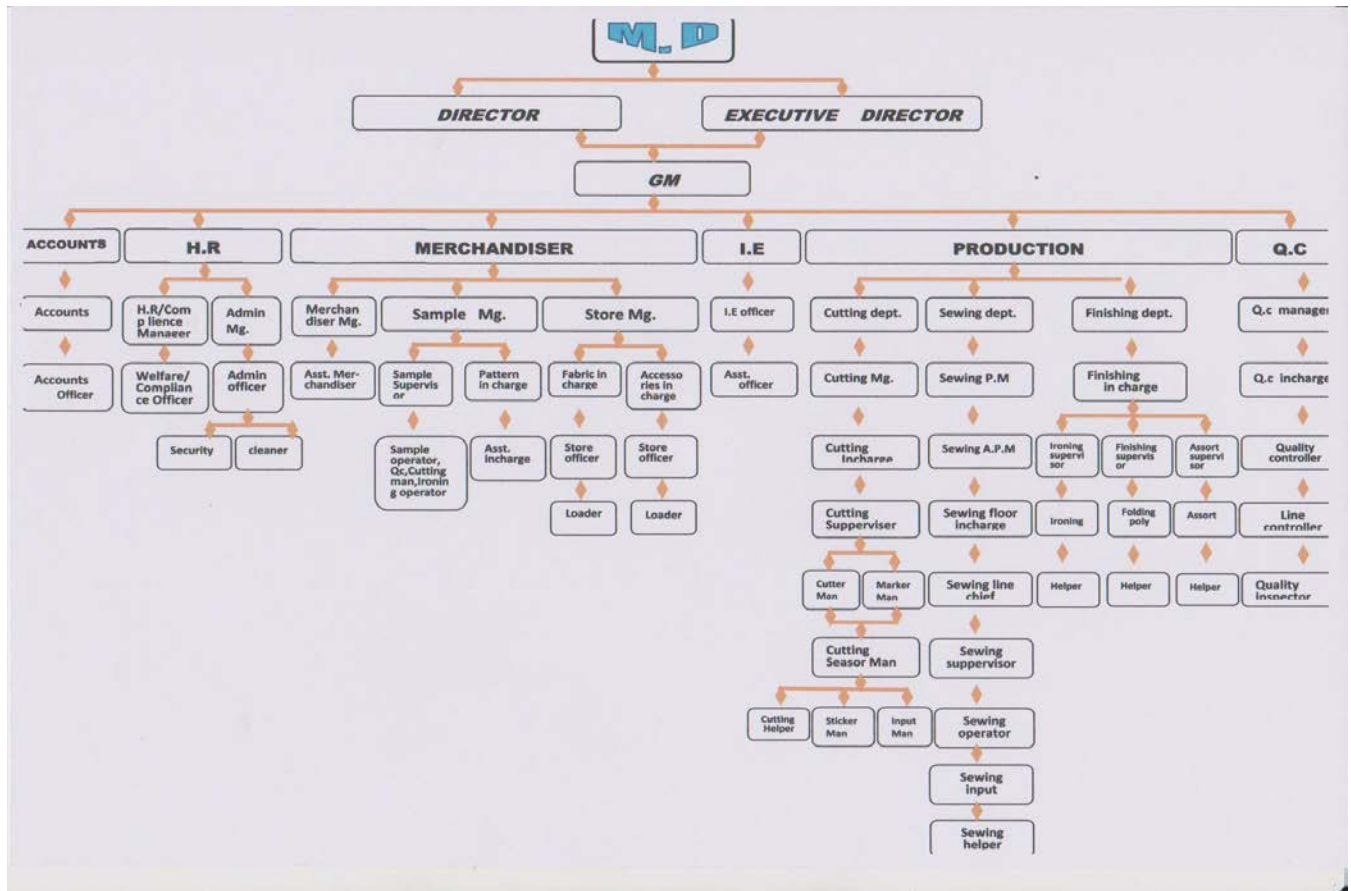 M. D
DIRECTOR
EXECUTIVE DIRECTOR
GM
ACCOUNTS
H.R
MERCHANDISER
I.E
PRODUCTION
Q.C
Accounts
H.R/Com
p lience
Manager
Admin
Mg.
Merchan
diser Mg.
Sample Mg.
Store Mg.
I.E officer
Cutting dept.
Sewing dept.
Finishing dept.
Q.c manager
Accounts
Officer
Welfare/
Complian
ce Officer
Admin
officer
Asst. Mer-
chandiser
Sample
Supervis
or
Pattern
in charge
Fabric in
charge
Accesso
ries in
charge
Asst.
officer
Cutting Mg.
Sewing P.M
Finishing
in charge
Q.c incharge
Security
cleaner
Sample
operator,
Qc,Cutting
man,ironin
g operator
Asst.
incharge
Store
officer
Store
officer
Cutting
Incharge
Sewing A.P.M
Ironing
supervi
sor
Finishing
supervis
or
Assort
supervi
sor
Quality
controller
Loader
Loader
Cutting
Supperviser
Sewing floor
incharge
Ironing
Folding
poly
Assort
Line
controller
Cutter
Man
Marker
Man
Sewing line
chief
Helper
Helper
Helper
Quality
inspector
Cutting
Seasor Man
Sewing
suppervisor
Cutting
Helper
Sticker
Man
Input
Man
Sewing
operator
Sewing
input
Sewing
helper